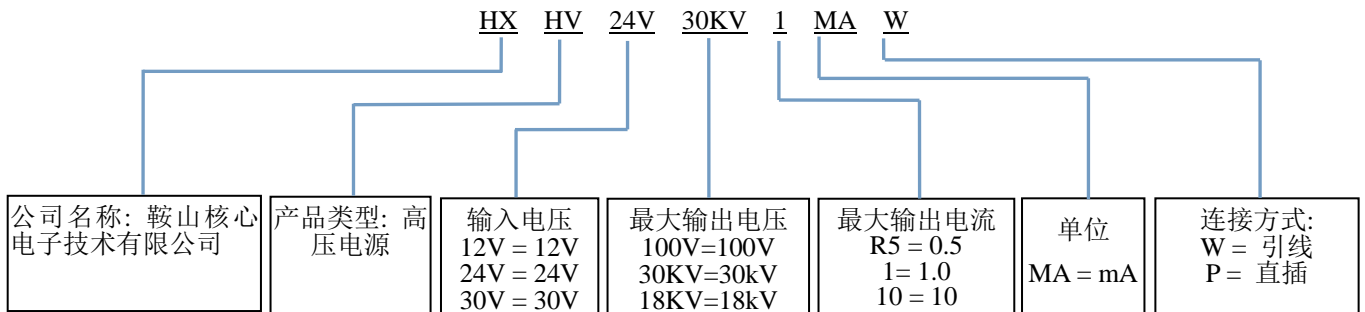 HX HV 24V 30KV 1 MA W
公司名称: 鞍山核心
电子技术有限公司
产品类型: 高
压电源
输入电压
12V = 12V
24V = 24V
30V = 30V
最大输出电压
100V=100V
30KV=30kV
18KV=18kV
最大输出电流
R5 = 0.5
1= 1.0
10 = 10
单位
MA = mA
连接方式:
W = 引线
P = 直插